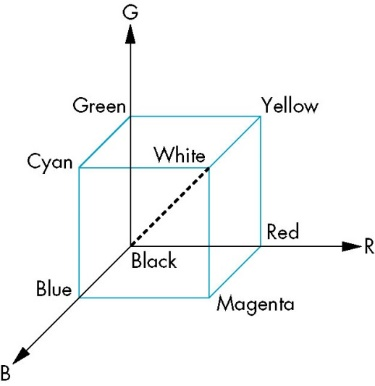 G
Green Yellow
Cyan White
Red R
Black
Blue
Magenta
B